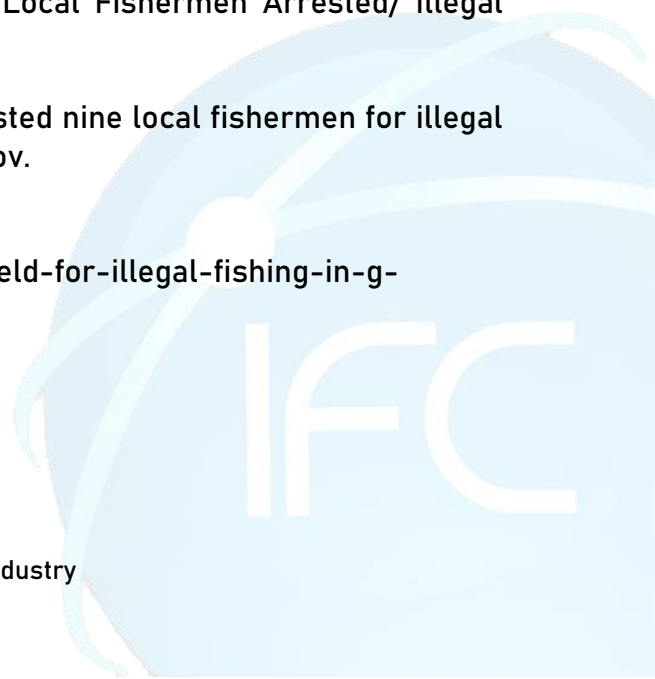 Local Fishermen Arrested/ Illegal
sted nine local fishermen for illegal
ov.
eld-for-illegal-fishing-in-g-
IFC
dustry